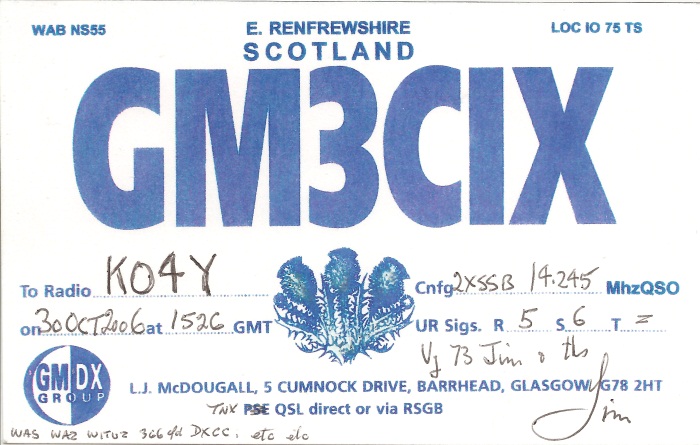 WAB NS55
E. RENFREWSHIRE
LOC IO 75 TS
SCOTLAND
GM3CIX
To Radio KO4Y Cnfg 2XSSB 14.245 MhzQSO
on 30 OCT 2006 at 1526 GMT UR Sigs. R 5 S 6 T =
Vy 73 Jim & tks
GM DX
GROUP
L.J. McDOUGALL, 5 CUMNOCK DRIVE, BARRHEAD, GLASGOW G78 2HT
TNX PSE QSL direct or via RSGB
Jim
WAS WAZ WITUZ 366 DXCC, etc etc